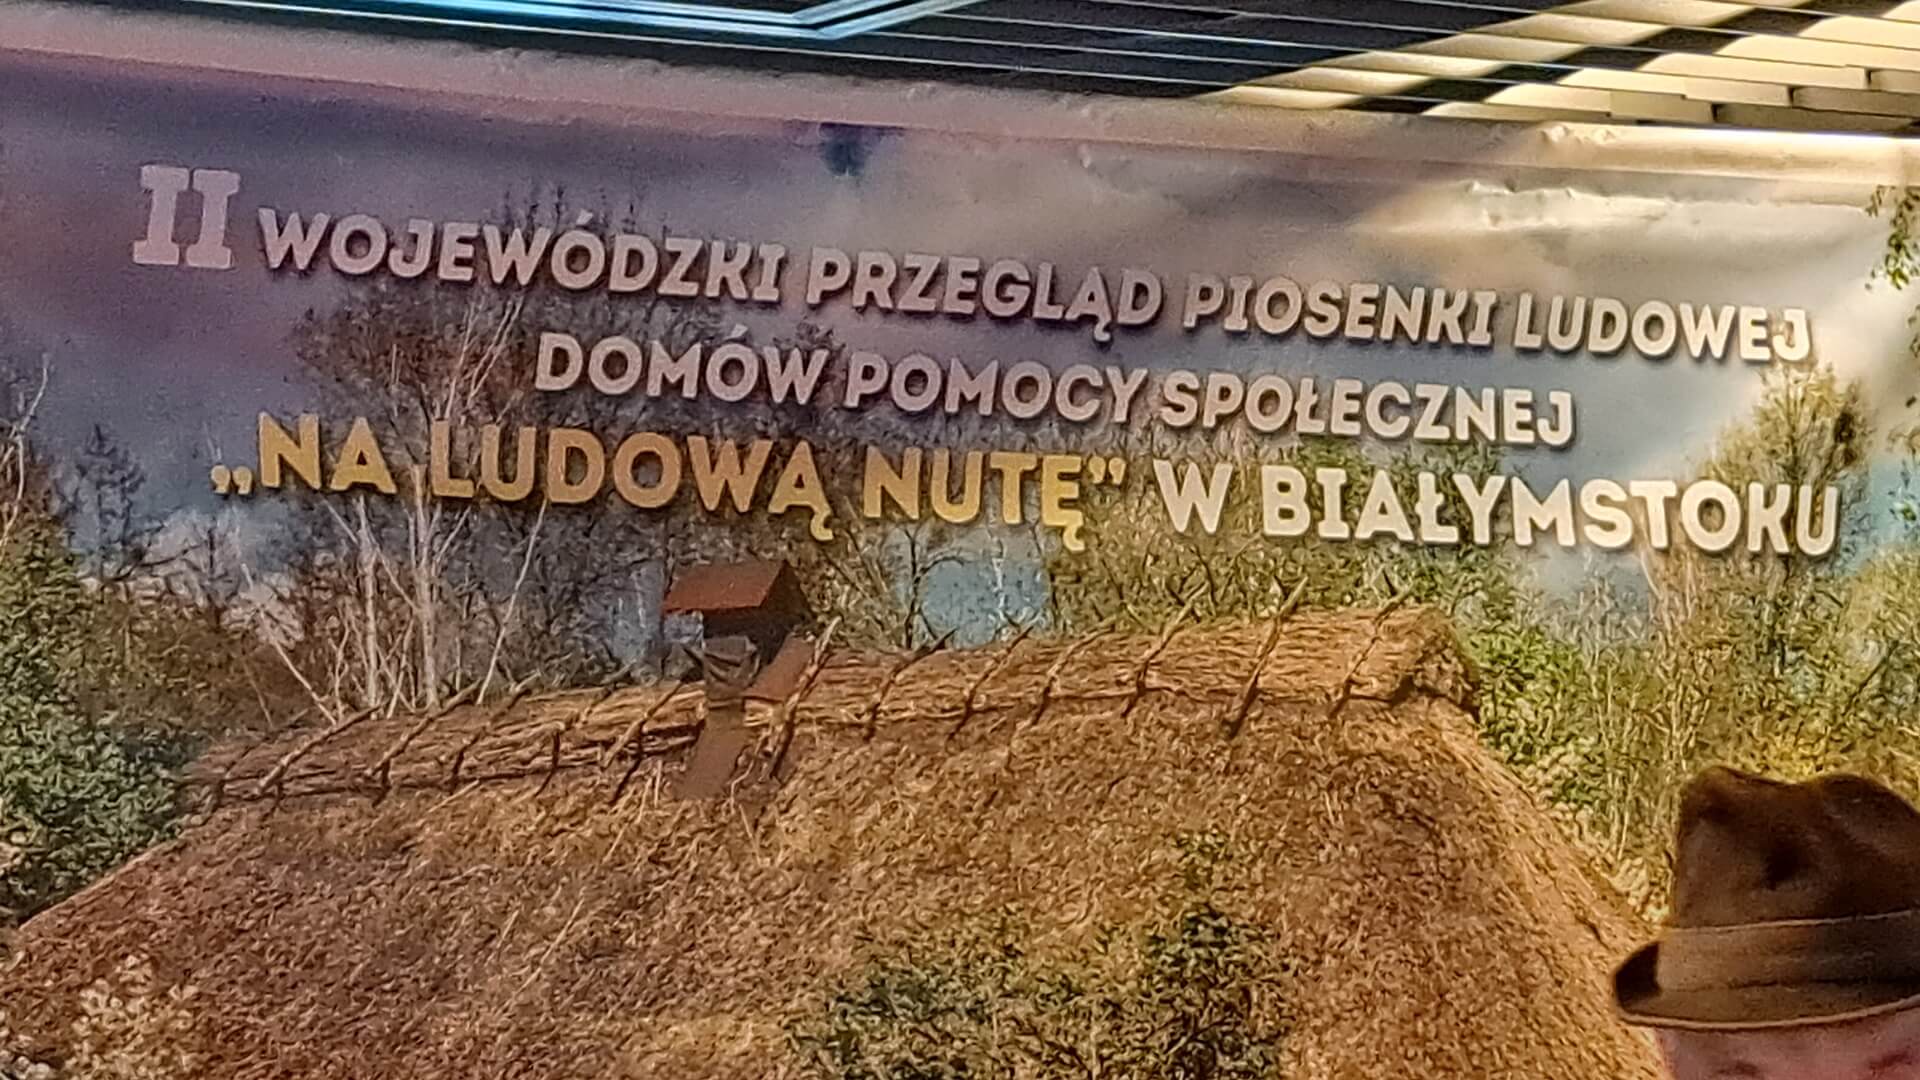 II WOJEWÓDZKI PRZEGLĄD PIOSENKI LUDOWEJ
DOMÓW POMOCY SPOŁECZNEJ
„NA LUDOWĄ NUTĘ” W BIAŁYMSTOKU